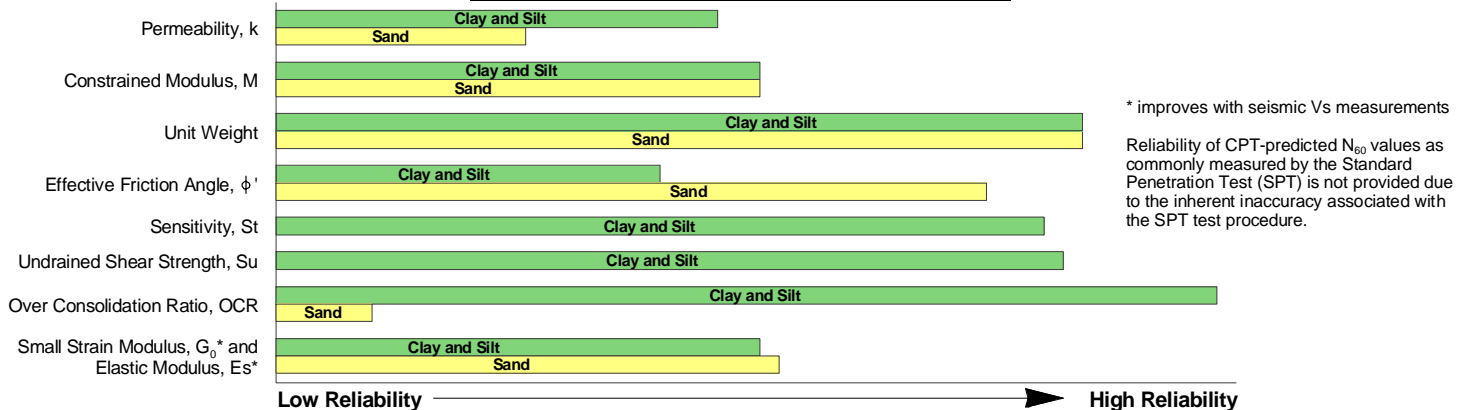 Permeability, k
Clay and Silt
Sand
Constrained Modulus, M
Clay and Silt
Sand
Unit Weight
Clay and Silt
Sand
Effective Friction Angle, ϕ'
Clay and Silt
Sand
Sensitivity, St
Clay and Silt
Undrained Shear Strength, Su
Clay and Silt
Over Consolidation Ratio, OCR
Clay and Silt
Sand
Small Strain Modulus, G₀* and
Elastic Modulus, Es*
Clay and Silt
Sand
Low Reliability
High Reliability
* improves with seismic Vs measurements
Reliability of CPT-predicted N₆₀ values as
commonly measured by the Standard
Penetration Test (SPT) is not provided due
to the inherent inaccuracy associated with
the SPT test procedure.